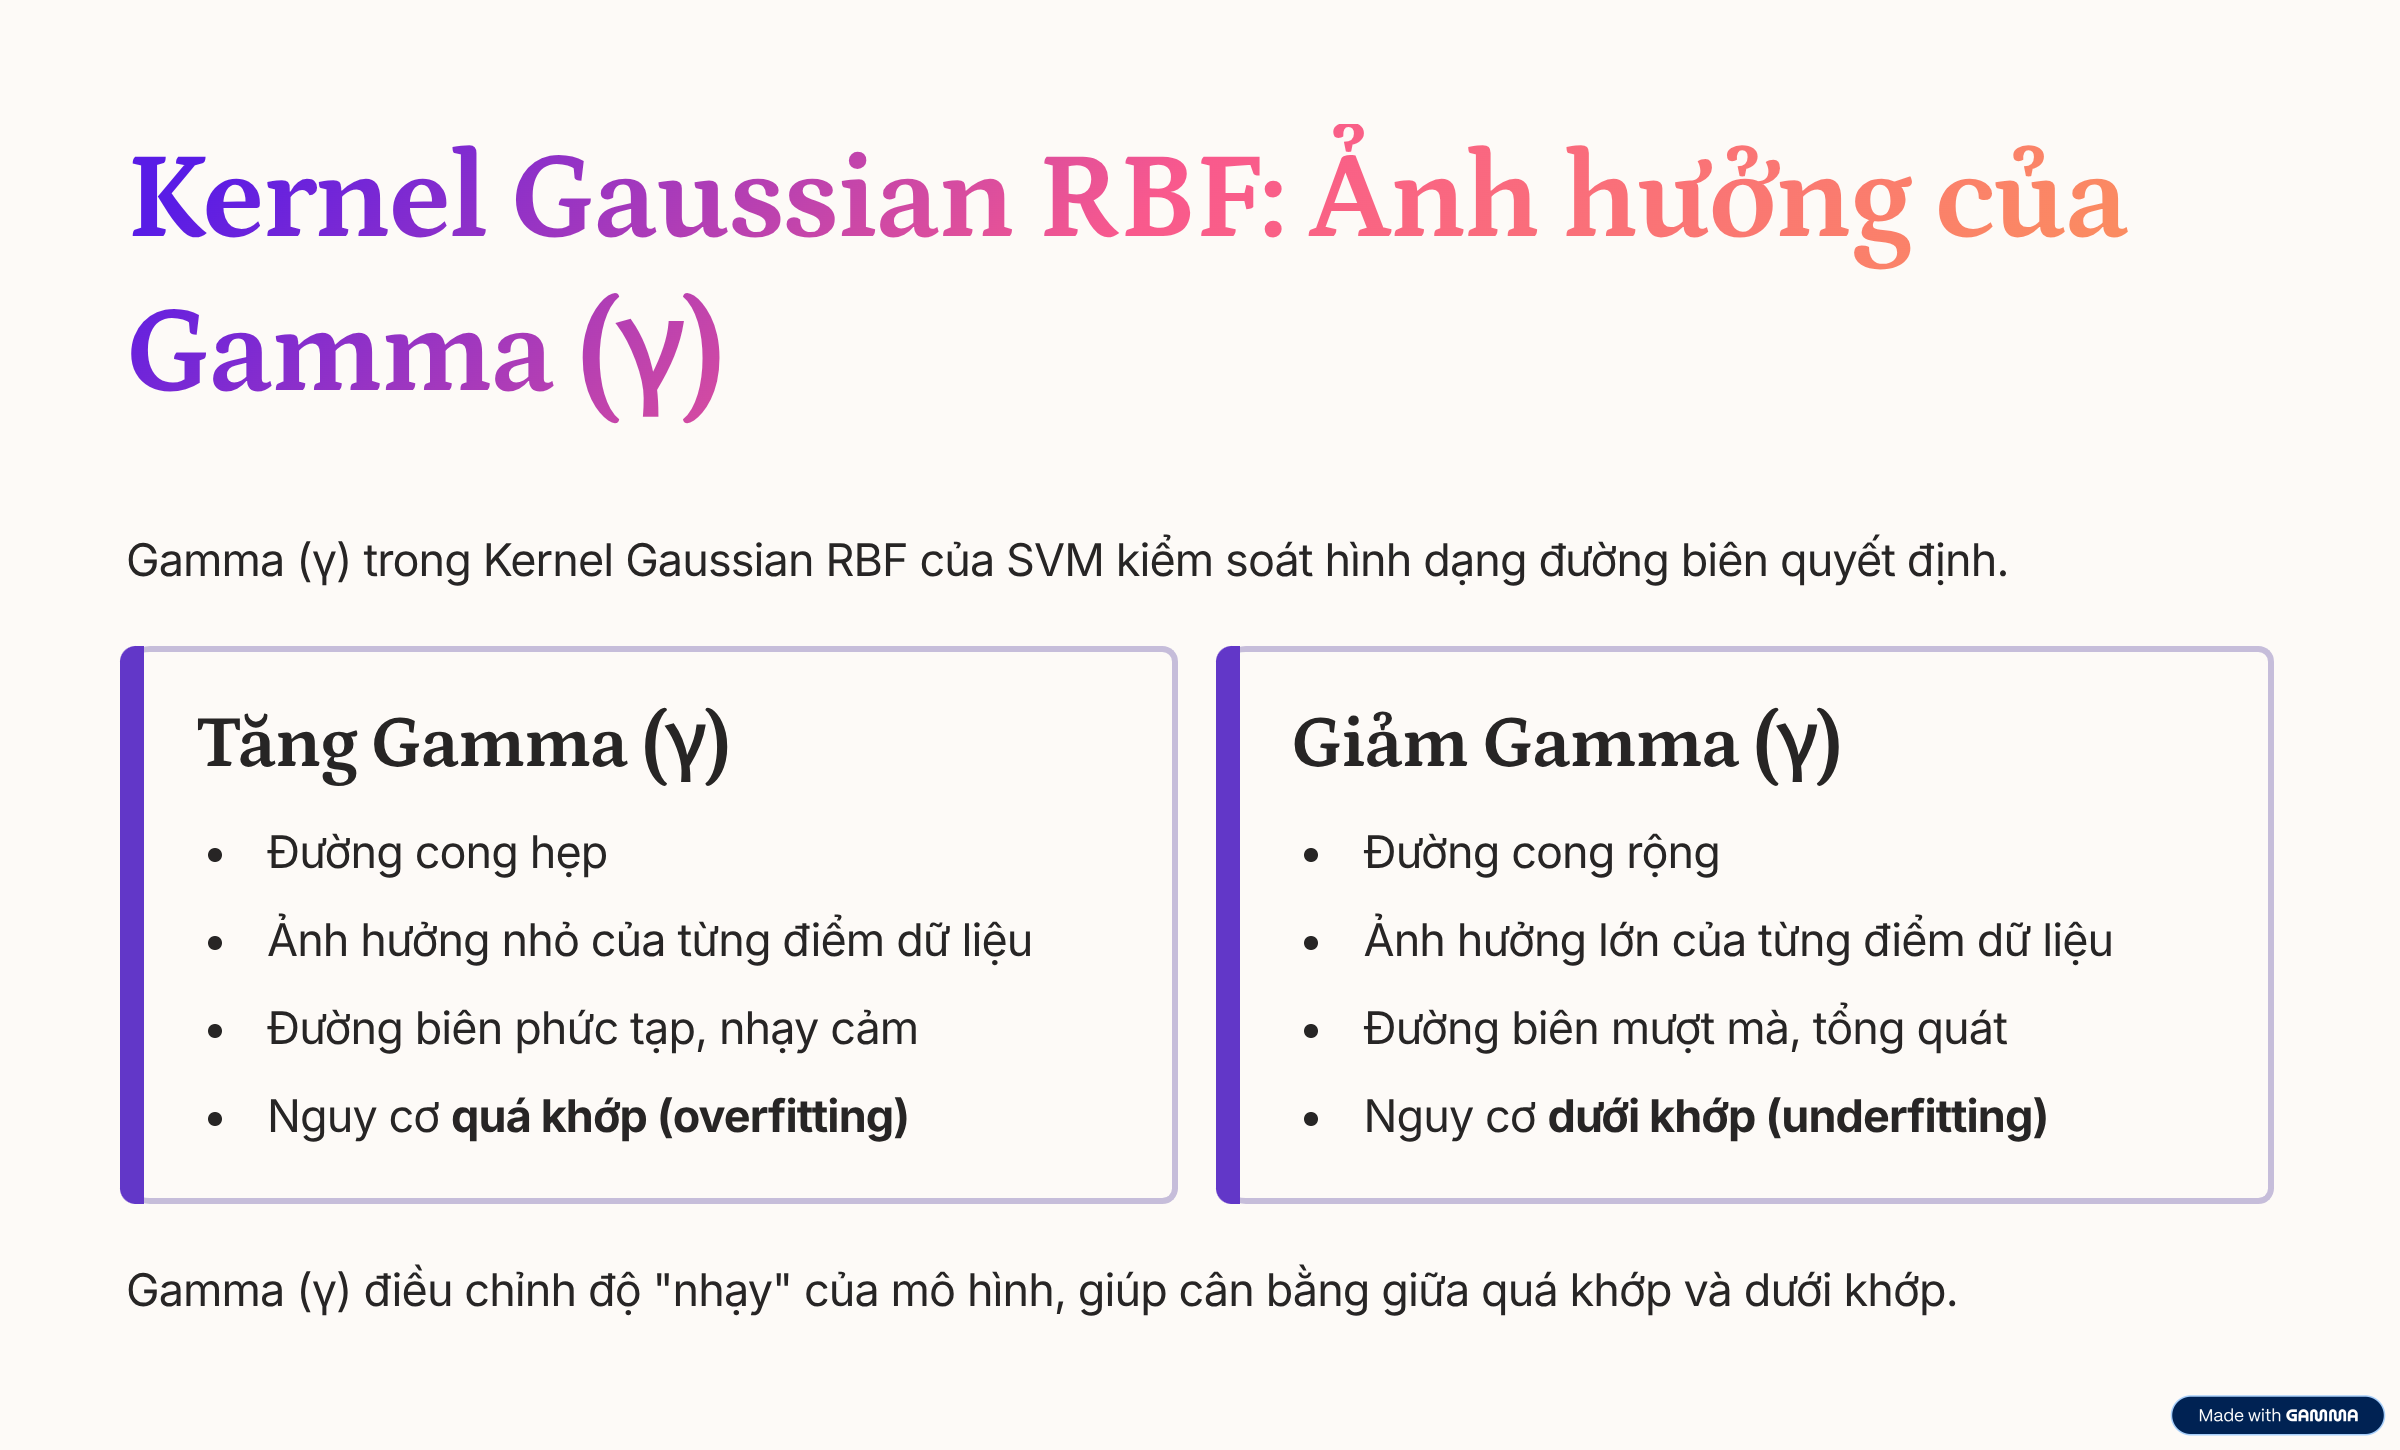 Kernel Gaussian RBF: Ảnh hưởng của
Gamma (γ)
Gamma (γ) trong Kernel Gaussian RBF của SVM kiểm soát hình dạng đường biên quyết định.
Tăng Gamma (γ)
• Đường cong hẹp
• Ảnh hưởng nhỏ của từng điểm dữ liệu
• Đường biên phức tạp, nhạy cảm
• Nguy cơ quá khớp (overfitting)
Giảm Gamma (γ)
• Đường cong rộng
• Ảnh hưởng lớn của từng điểm dữ liệu
• Đường biên mượt mà, tổng quát
• Nguy cơ dưới khớp (underfitting)
Gamma (γ) điều chỉnh độ "nhạy" của mô hình, giúp cân bằng giữa quá khớp và dưới khớp.
Made with GAMMA